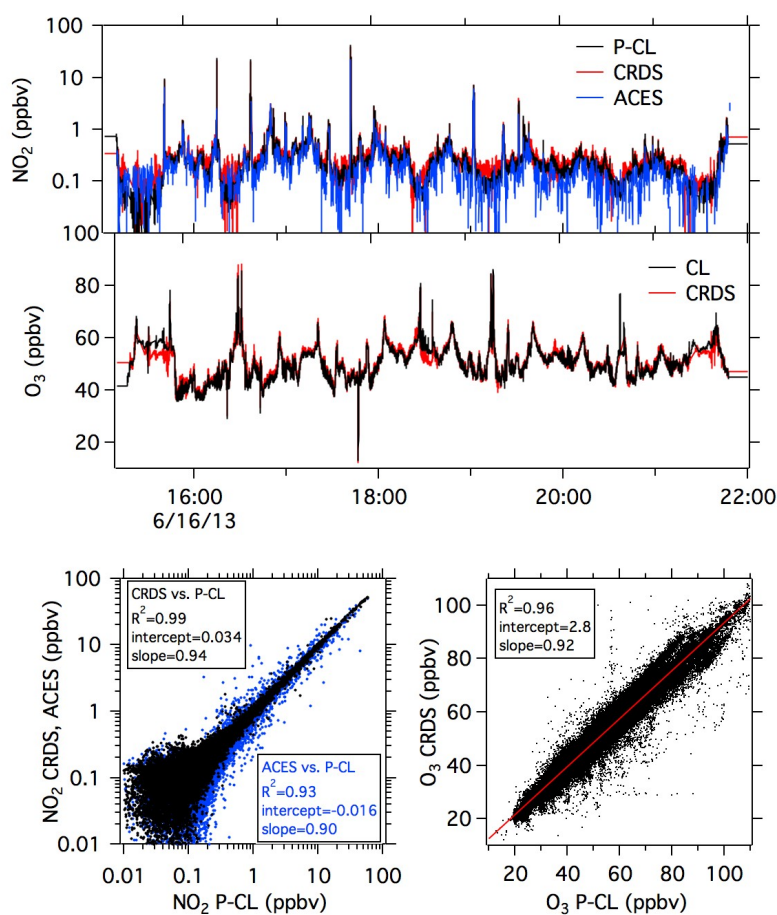 100
10
1
0.1
NO2 (ppbv)
P-CL
CRDS
ACES
100
80
60
40
20
O3 (ppbv)
CL
CRDS
16:00
18:00
20:00
22:00
6/16/13
100
10
1
0.1
0.01
NO2 CRDS, ACES (ppbv)
CRDS vs. P-CL
R2=0.99
intercept=0.034
slope=0.94
ACES vs. P-CL
R2=0.93
intercept=-0.016
slope=0.90
0.01
0.1
1
10
100
NO2 P-CL (ppbv)
100
80
60
40
20
O3 CRDS (ppbv)
R2=0.96
intercept=2.8
slope=0.92
20
40
60
80
100
O3 P-CL (ppbv)